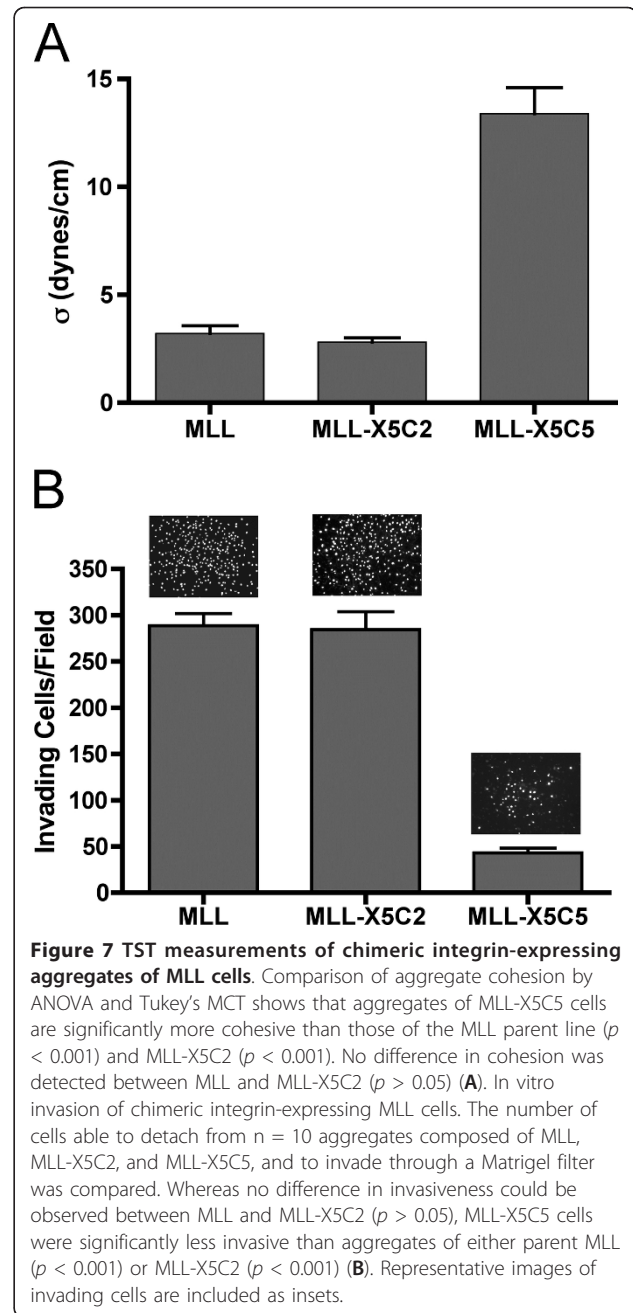 A
σ (dynes/cm)
15
10
5
0
MLL
MLL-X5C2
MLL-X5C5
B
Invading Cells/Field
350
300
250
200
150
100
50
0
MLL
MLL-X5C2
MLL-X5C5
Figure 7 TST measurements of chimeric integrin-expressing
aggregates of MLL cells. Comparison of aggregate cohesion by
ANOVA and Tukey's MCT shows that aggregates of MLL-X5C5 cells
are significantly more cohesive than those of the MLL parent line (p
< 0.001) and MLL-X5C2 (p < 0.001). No difference in cohesion was
detected between MLL and MLL-X5C2 (p > 0.05) (A). In vitro
invasion of chimeric integrin-expressing MLL cells. The number of
cells able to detach from n = 10 aggregates composed of MLL,
MLL-X5C2, and MLL-X5C5, and to invade through a Matrigel filter
was compared. Whereas no difference in invasiveness could be
observed between MLL and MLL-X5C2 (p > 0.05), MLL-X5C5 cells
were significantly less invasive than aggregates of either parent MLL
(p < 0.001) or MLL-X5C2 (p < 0.001) (B). Representative images of
invading cells are included as insets.